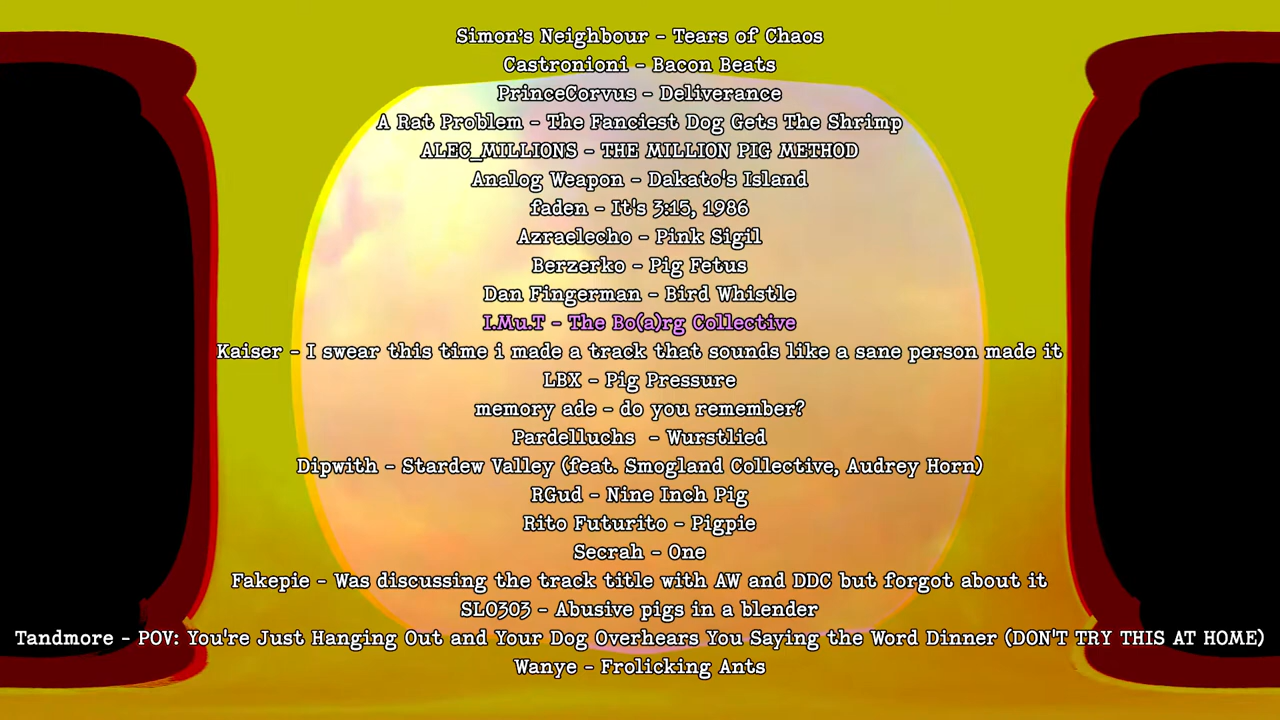 Simon's Neighbour - Tears of Chaos
Castronioni - Bacon Beats
PrinceCorvus - Deliverance
A Rat Problem - The Fanciest Dog Gets The Shrimp
ALEC_MILLIONS - THE MILLION PIG METHOD
Analog Weapon - Dakato's Island
faden - It's 3:15, 1986
Azraelecho - Pink Sigil
Berzerko - Pig Fetus
Dan Fingerman - Bird Whistle
I.Mu.T - The Bo(a)rg Collective
Kaiser - I swear this time i made a track that sounds like a sane person made it
LBX - Pig Pressure
memory ade - do you remember?
Pardelluchs - Wurstlied
Dipwith - Stardew Valley (feat. Smogland Collective, Audrey Horn)
RGud - Nine Inch Pig
Rito Futurito - Pigpie
Secrah - One
Fakepie - Was discussing the track title with AW and DDC but forgot about it
SLO303 - Abusive pigs in a blender
Tandmore - POV: You're Just Hanging Out and Your Dog Overhears You Saying the Word Dinner (DON'T TRY THIS AT HOME)
Wanye - Frolicking Ants